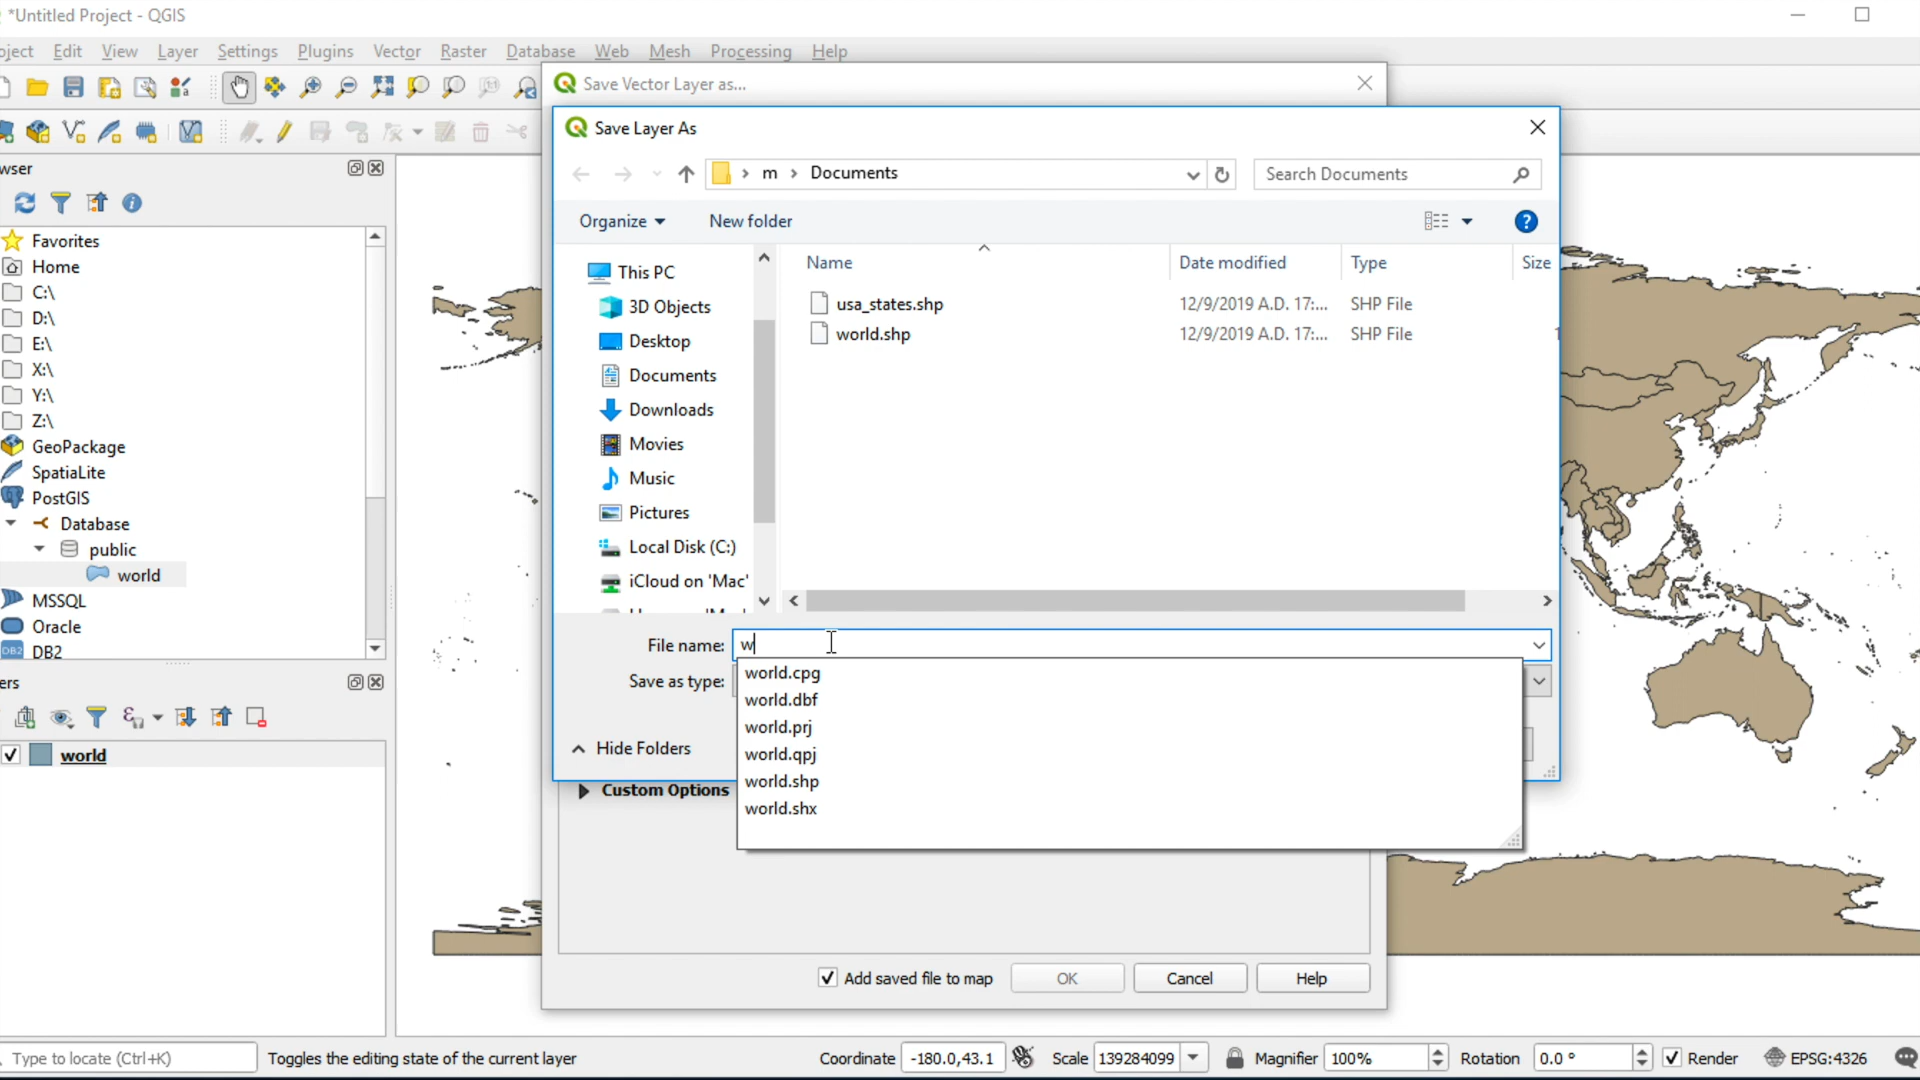 *Untitled Project - QGIS
oject Edit View Layer Settings Plugins Vector Raster Database Web Mesh Processing Help
Save Vector Layer as...
Save Layer As
m › Documents
Search Documents
Organize New folder
wser
Favorites
Home
C:\
D:\
E:\
X:\
Y:\
Z:\
GeoPackage
SpatiaLite
PostGIS
Database
public
world
MSSQL
Oracle
DB2 DB2
This PC
3D Objects
Desktop
Documents
Downloads
Movies
Music
Pictures
Local Disk (C:)
iCloud on 'Mac'
Name Date modified Type Size
usa_states.shp 12/9/2019 A.D. 17:... SHP File
world.shp 12/9/2019 A.D. 17:... SHP File 1
File name: w
Save as type:
world.cpg
world.dbf
world.prj
world.qpj
world.shp
world.shx
Hide Folders
Custom Options
ers
world
Add saved file to map OK Cancel Help
Type to locate (Ctrl+K) Toggles the editing state of the current layer Coordinate -180.0,43.1 Scale 139284099 Magnifier 100% Rotation 0.0 ° Render EPSG:4326